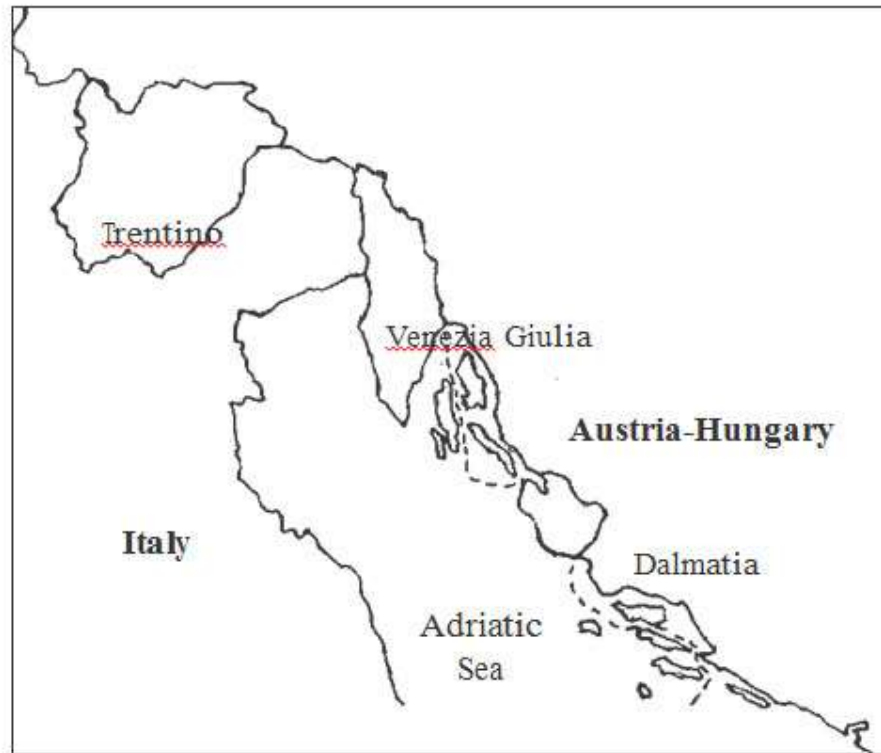 Trentino
Venezia Giulia
Austria-Hungary
Italy
Dalmatia
Adriatic
Sea